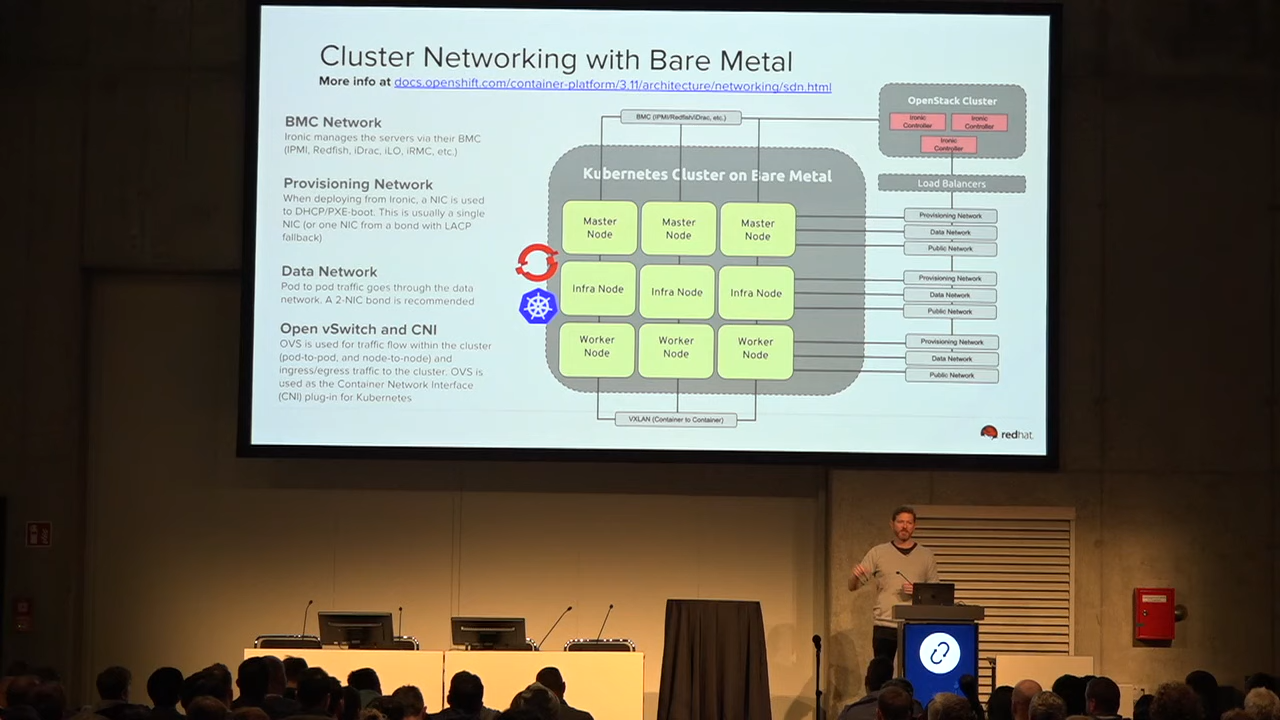 Cluster Networking with Bare Metal
More info at docs.openshift.com/container-platform/3.11/architecture/networking/sdn.html
BMC Network
Ironic manages the servers via their BMC
(IPMI, Redfish, iDrac, iLO, iRMC, etc.)
Provisioning Network
When deploying from Ironic, a NIC is used
to DHCP/PXE-boot. This is usually a single
NIC (or one NIC from a bond with LACP
fallback)
Data Network
Pod to pod traffic goes through the data
network. A 2-NIC bond is recommended
Open vSwitch and CNI
OVS is used for traffic flow within the cluster
(pod-to-pod, and node-to-node) and
ingress/egress traffic to the cluster. OVS is
used as the Container Network Interface
(CNI) plug-in for Kubernetes
BMC (IPMI/Redfish/iDrac, etc.)
Kubernetes Cluster on Bare Metal
Master
Node
Master
Node
Master
Node
Infra Node
Infra Node
Infra Node
Worker
Node
Worker
Node
Worker
Node
VXLAN (Container to Container)
OpenStack Cluster
Ironic
Controller
Ironic
Controller
Ironic
Controller
Load Balancers
Provisioning Network
Data Network
Public Network
Provisioning Network
Data Network
Public Network
Provisioning Network
Data Network
Public Network
redhat.